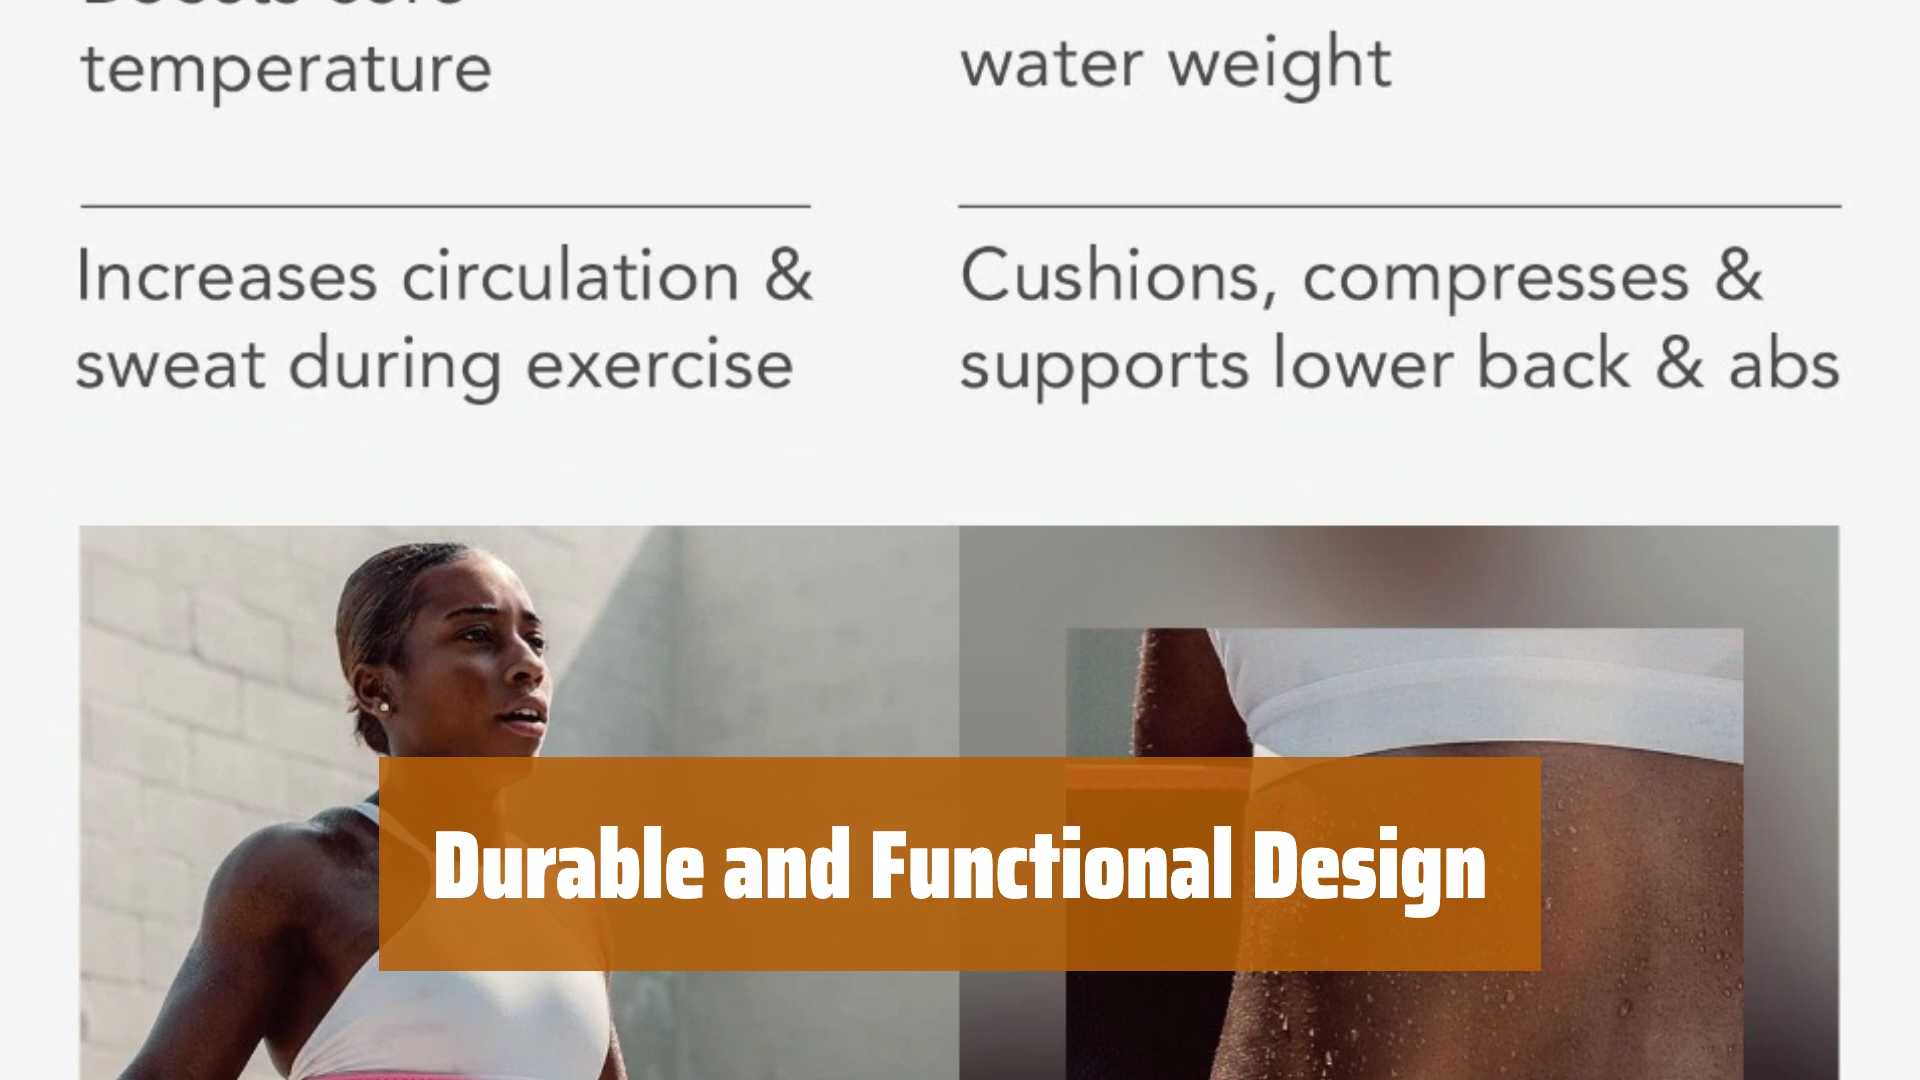 temperature
water weight
Increases circulation &
sweat during exercise
Cushions, compresses &
supports lower back & abs
Durable and Functional Design